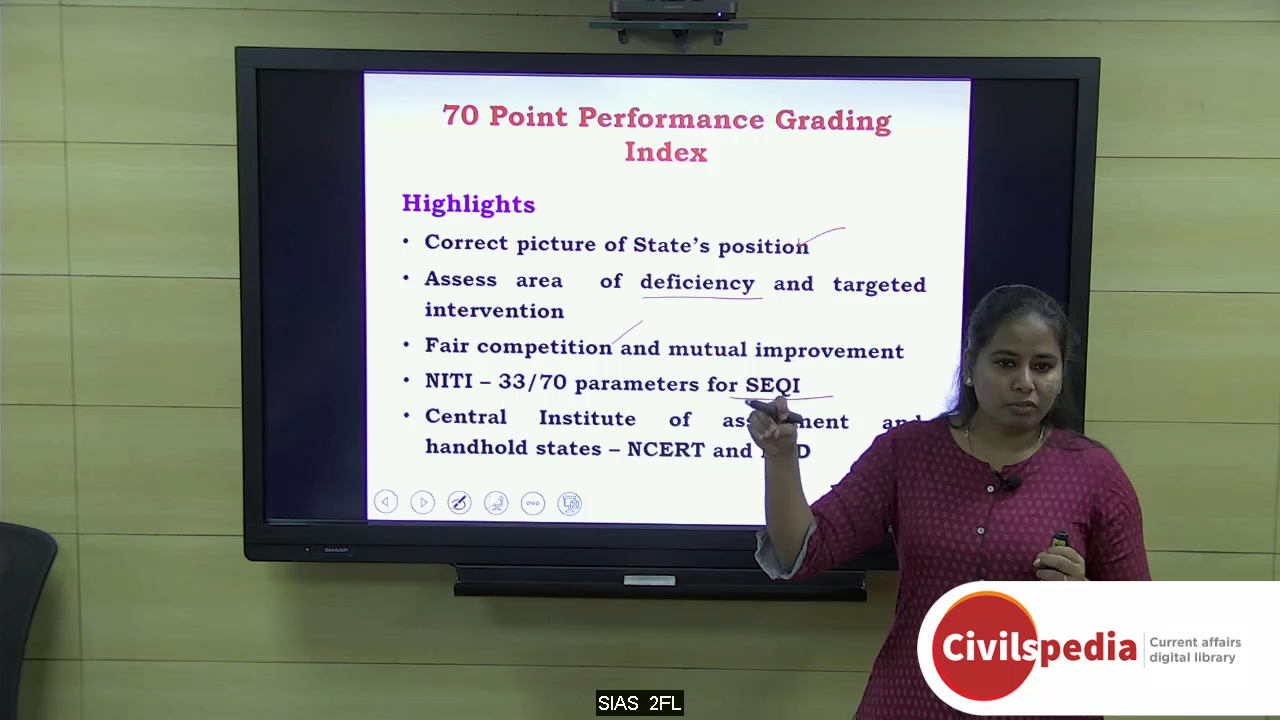 70 Point Performance Grading
Index
Highlights
• Correct picture of State's position
• Assess area of deficiency and targeted
intervention
• Fair competition and mutual improvement
• NITI – 33/70 parameters for SEQI
• Central Institute of
handhold states – NCERT and
SHARP
Civilspedia
Current affairs
digital library
SIAS 2FL